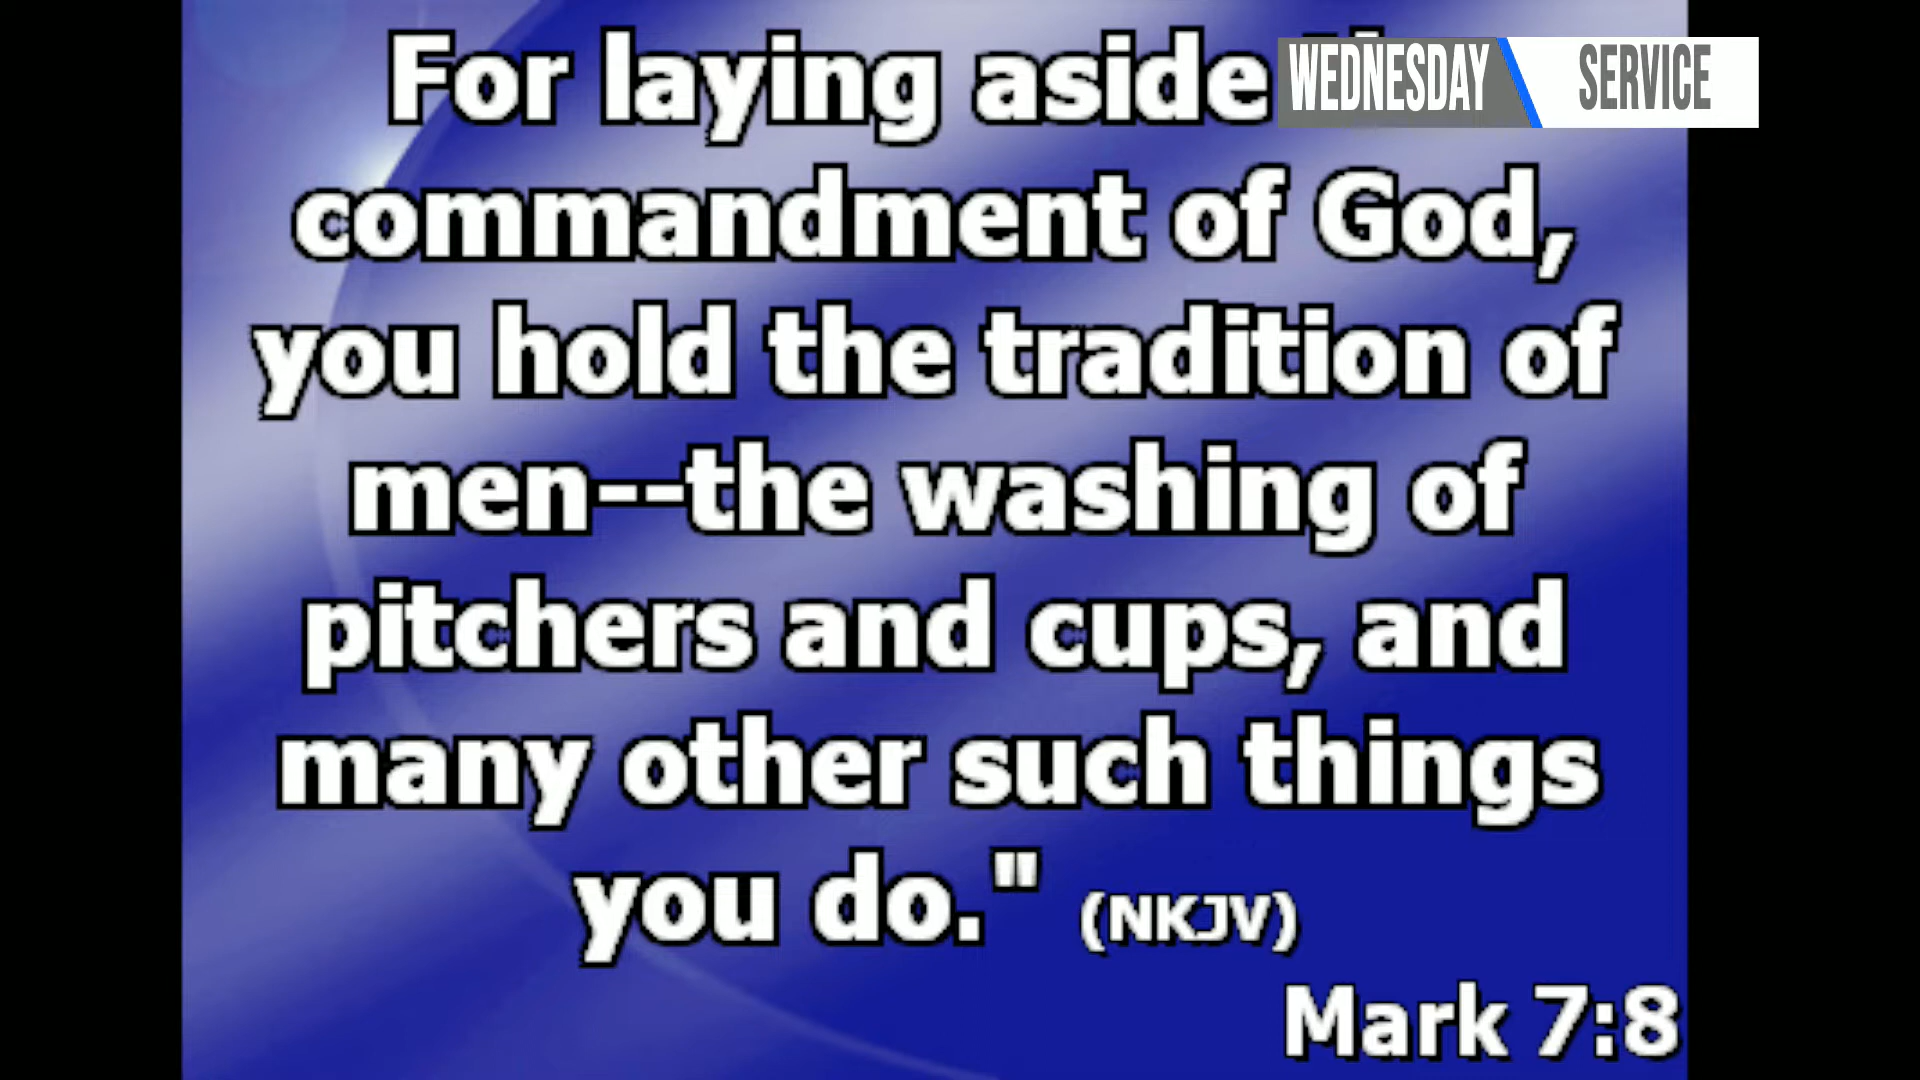 For laying aside
WEDNESDAY SERVICE
commandment of God,
you hold the tradition of
men--the washing of
pitchers and cups, and
many other such things
you do." (NKJV)
Mark 7:8